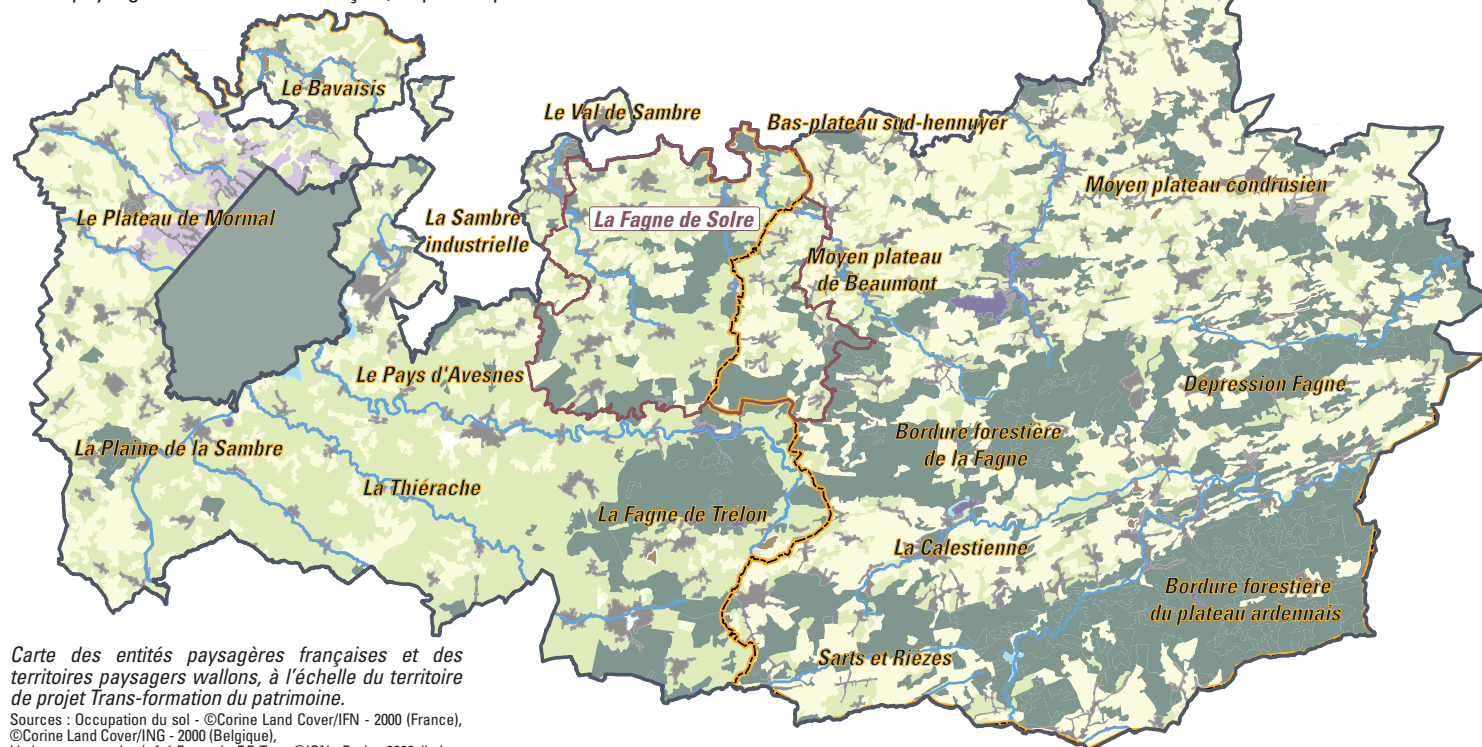 Le Bavaisis
Le Val de Sambre
Bas-plateau sud-hennuyer
Moyen plateau condrusien
Le Plateau de Mormal
La Sambre
industrielle
La Fagne de Solre
Moyen plateau
de Beaumont
Le Pays d'Avesnes
Dépression Fagne
Bordure forestière
de la Fagne
La Plaine de la Sambre
La Thiérache
La Fagne de Trélon
La Calestienne
Bordure forestière
du plateau ardennais
Sarts et Rièzes
Carte des entités paysagères françaises et des
territoires paysagers wallons, à l'échelle du territoire
de projet Trans-formation du patrimoine.
Sources : Occupation du sol - ©Corine Land Cover/IFN - 2000 (France),
©Corine Land Cover/ING - 2000 (Belgique),